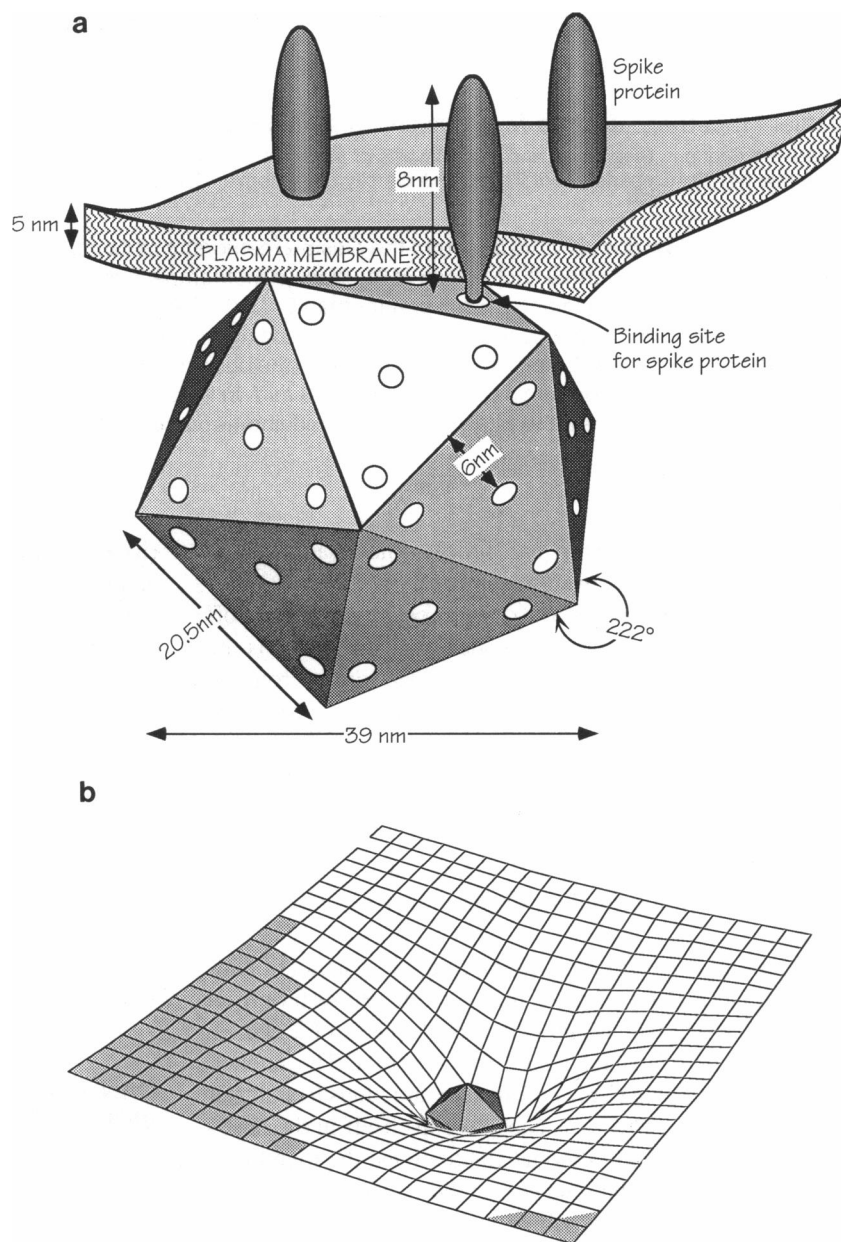 a
Spike
protein
8nm
5 nm
PLASMA MEMBRANE
Binding site
for spike protein
6nm
20.5nm
222°
39 nm
b